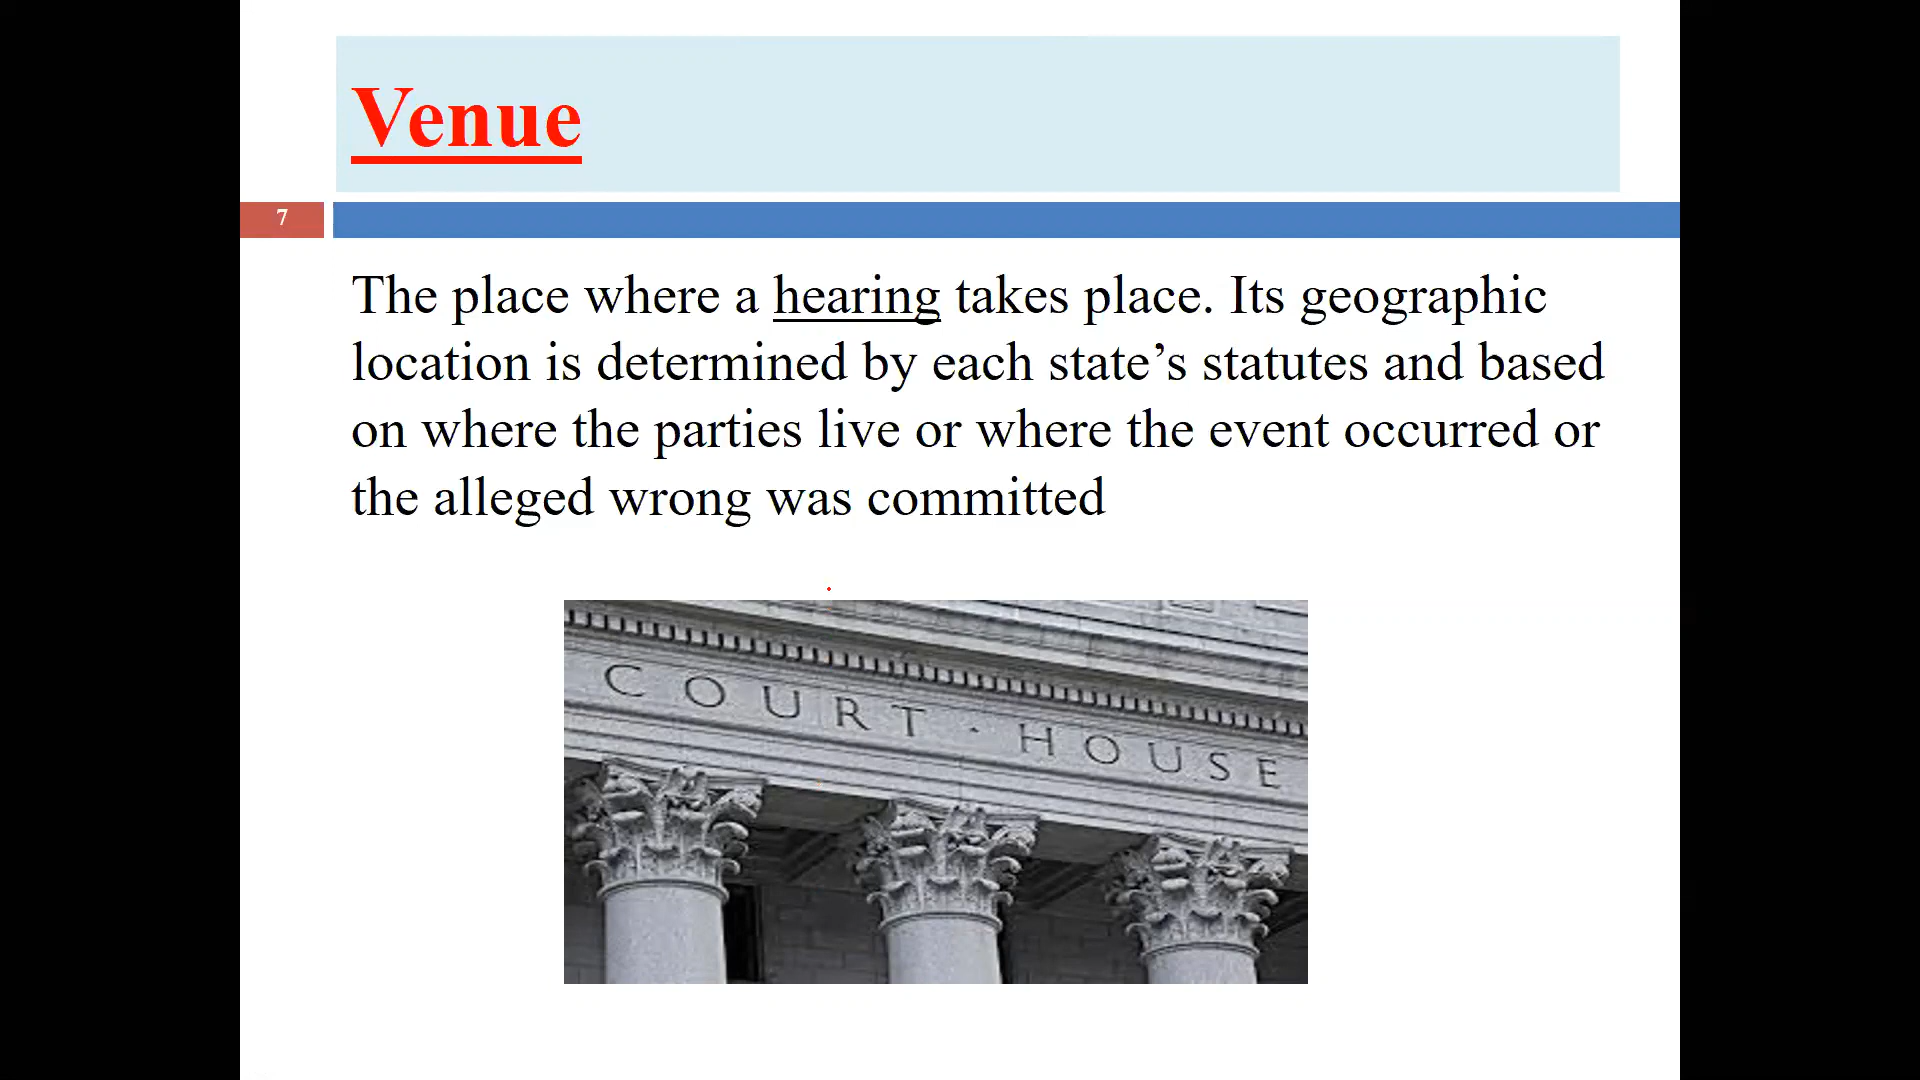 Venue
7
The place where a hearing takes place. Its geographic
location is determined by each state’s statutes and based
on where the parties live or where the event occurred or
the alleged wrong was committed
COURT · HOUSE